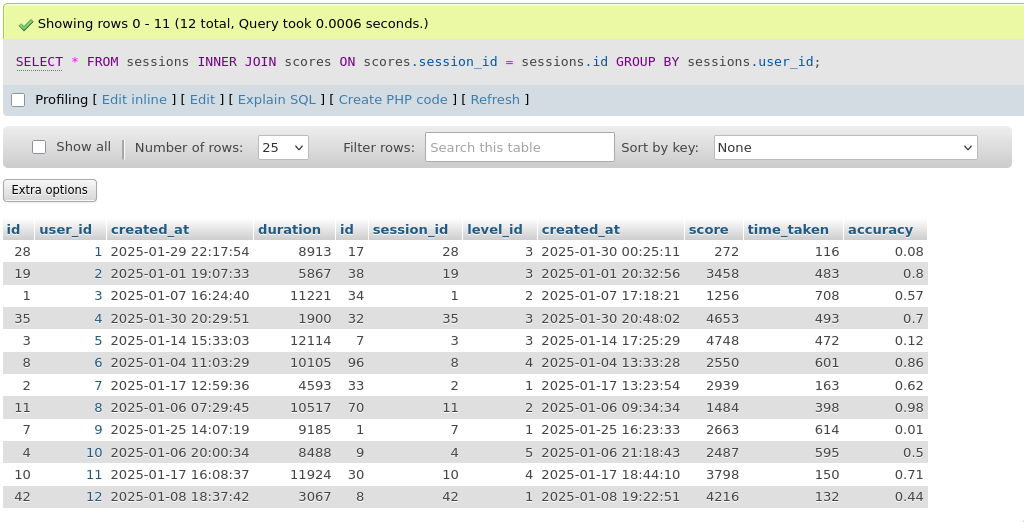 Showing rows 0 - 11 (12 total, Query took 0.0006 seconds.)
SELECT * FROM sessions INNER JOIN scores ON scores.session_id = sessions.id GROUP BY sessions.user_id;
Profiling [ Edit inline ] [ Edit ] [ Explain SQL ] [ Create PHP code ] [ Refresh ]
Show all Number of rows: 25 Filter rows: Search this table Sort by key: None
Extra options
id user_id created_at duration id session_id level_id created_at score time_taken accuracy
28 1 2025-01-29 22:17:54 8913 17 28 3 2025-01-30 00:25:11 272 116 0.08
19 2 2025-01-01 19:07:33 5867 38 19 3 2025-01-01 20:32:56 3458 483 0.8
1 3 2025-01-07 16:24:40 11221 34 1 2 2025-01-07 17:18:21 1256 708 0.57
35 4 2025-01-30 20:29:51 1900 32 35 3 2025-01-30 20:48:02 4653 493 0.7
3 5 2025-01-14 15:33:03 12114 7 3 3 2025-01-14 17:25:29 4748 472 0.12
8 6 2025-01-04 11:03:29 10105 96 8 4 2025-01-04 13:33:28 2550 601 0.86
2 7 2025-01-17 12:59:36 4593 33 2 1 2025-01-17 13:23:54 2939 163 0.62
11 8 2025-01-06 07:29:45 10517 70 11 2 2025-01-06 09:34:34 1484 398 0.98
7 9 2025-01-25 14:07:19 9185 1 7 1 2025-01-25 16:23:33 2663 614 0.01
4 10 2025-01-06 20:00:34 8488 9 4 5 2025-01-06 21:18:43 2487 595 0.5
10 11 2025-01-17 16:08:37 11924 30 10 4 2025-01-17 18:44:10 3798 150 0.71
42 12 2025-01-08 18:37:42 3067 8 42 1 2025-01-08 19:22:51 4216 132 0.44